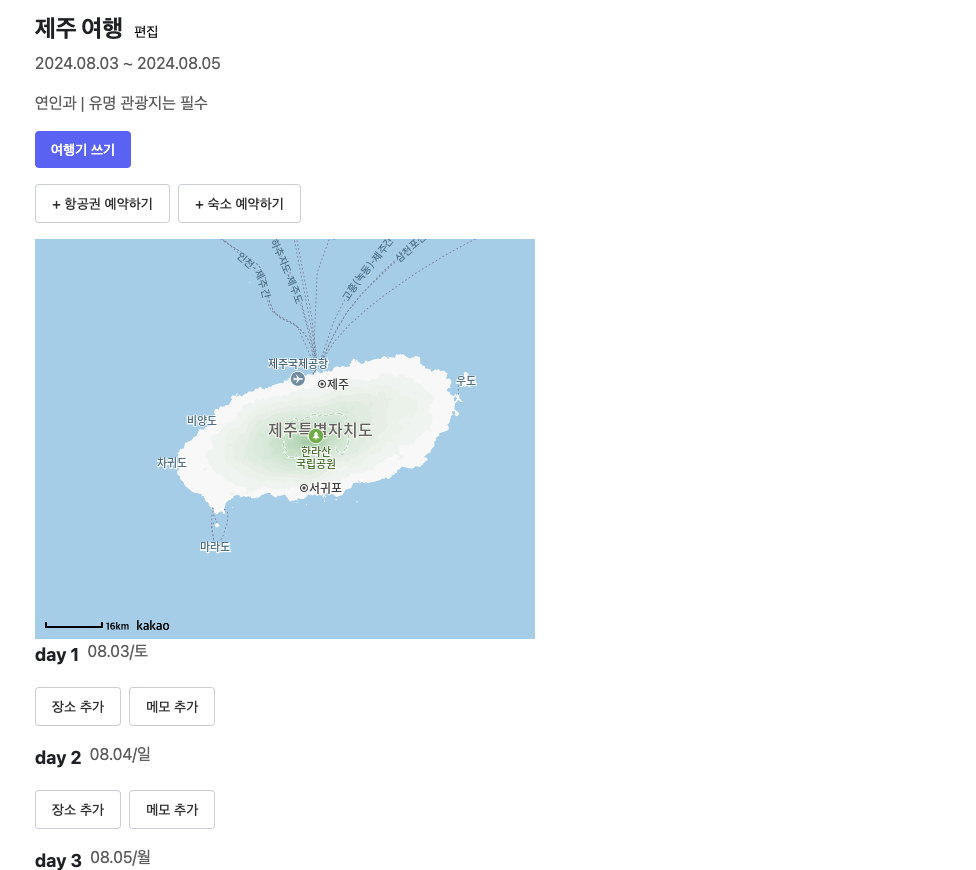 제주 여행 편집
2024.08.03 ~ 2024.08.05
연인과 | 유명 관광지는 필수
여행기 쓰기
+ 항공권 예약하기 + 숙소 예약하기
인천-제주간
하추자도-제주도
고흥(녹동)-제주간
삼천포
제주국제공항
제주
우도
비양도
제주특별자치도
한라산
국립공원
차귀도
서귀포
마라도
16km kakao
day 1 08.03/토
장소 추가 메모 추가
day 2 08.04/일
장소 추가 메모 추가
day 3 08.05/월